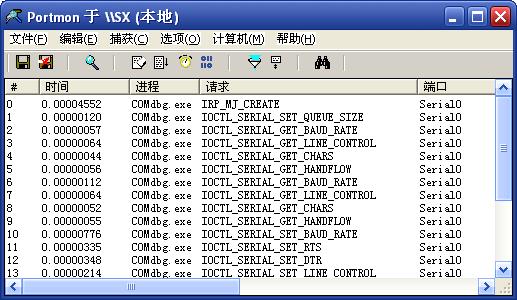 Portmon 于 \\SX (本地)
文件(F) 编辑(E) 捕获(C) 选项(O) 计算机(M) 帮助(H)
# 时间 进程 请求 端口
0 0.00004552 COMdbg.exe IRP_MJ_CREATE Serial0
1 0.00000120 COMdbg.exe IOCTL_SERIAL_SET_QUEUE_SIZE Serial0
2 0.00000057 COMdbg.exe IOCTL_SERIAL_GET_BAUD_RATE Serial0
3 0.00000064 COMdbg.exe IOCTL_SERIAL_GET_LINE_CONTROL Serial0
4 0.00000044 COMdbg.exe IOCTL_SERIAL_GET_CHARS Serial0
5 0.00000056 COMdbg.exe IOCTL_SERIAL_GET_HANDFLOW Serial0
6 0.00000112 COMdbg.exe IOCTL_SERIAL_GET_BAUD_RATE Serial0
7 0.00000064 COMdbg.exe IOCTL_SERIAL_GET_LINE_CONTROL Serial0
8 0.00000052 COMdbg.exe IOCTL_SERIAL_GET_CHARS Serial0
9 0.00000055 COMdbg.exe IOCTL_SERIAL_GET_HANDFLOW Serial0
10 0.00000776 COMdbg.exe IOCTL_SERIAL_SET_BAUD_RATE Serial0
11 0.00000335 COMdbg.exe IOCTL_SERIAL_SET_RTS Serial0
12 0.00000348 COMdbg.exe IOCTL_SERIAL_SET_DTR Serial0
13 0.00000214 COMdbg.exe IOCTL_SERIAL_SET_LINE_CONTROL Serial0